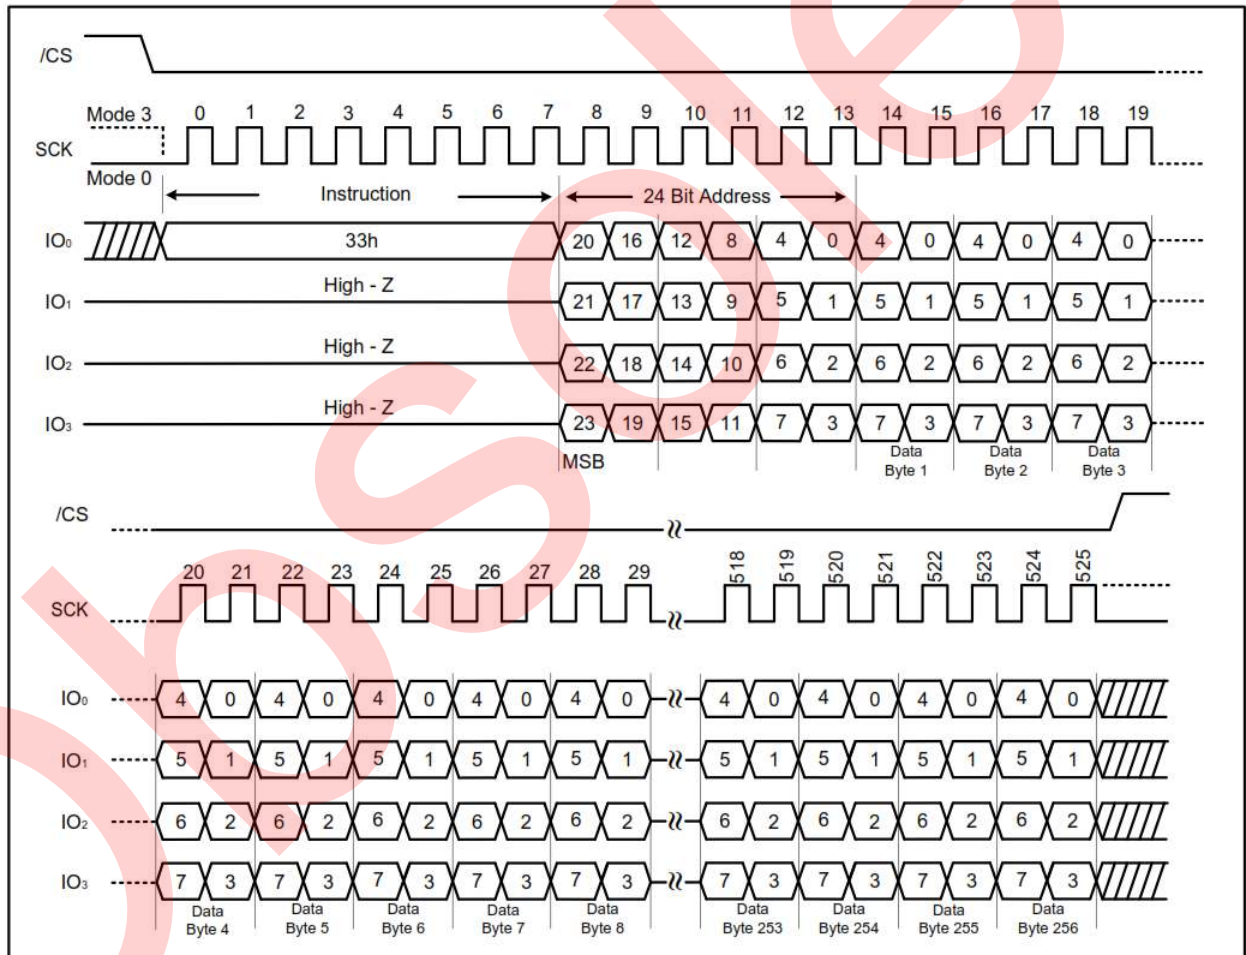 /CS
Mode 3 0 1 2 3 4 5 6 7 8 9 10 11 12 13 14 15 16 17 18 19
SCK
Mode 0
Instruction 24 Bit Address
IO₀ 33h 20 16 12 8 4 0 4 0 4 0 4 0
High - Z
IO₁ 21 17 13 9 5 1 5 1 5 1 5 1
High - Z
IO₂ 22 18 14 10 6 2 6 2 6 2 6 2
High - Z
IO₃ 23 19 15 11 7 3 7 3 7 3 7 3
MSB
Data Data Data
Byte 1 Byte 2 Byte 3
/CS
20 21 22 23 24 25 26 27 28 29 518 519 520 521 522 523 524 525
SCK
IO₀ 4 0 4 0 4 0 4 0 4 0 4 0 4 0 4 0 4 0
IO₁ 5 1 5 1 5 1 5 1 5 1 5 1 5 1 5 1 5 1
IO₂ 6 2 6 2 6 2 6 2 6 2 6 2 6 2 6 2 6 2
IO₃ 7 3 7 3 7 3 7 3 7 3 7 3 7 3 7 3 7 3
Data Data Data Data Data Data Data Data Data
Byte 4 Byte 5 Byte 6 Byte 7 Byte 8 Byte 253 Byte 254 Byte 255 Byte 256